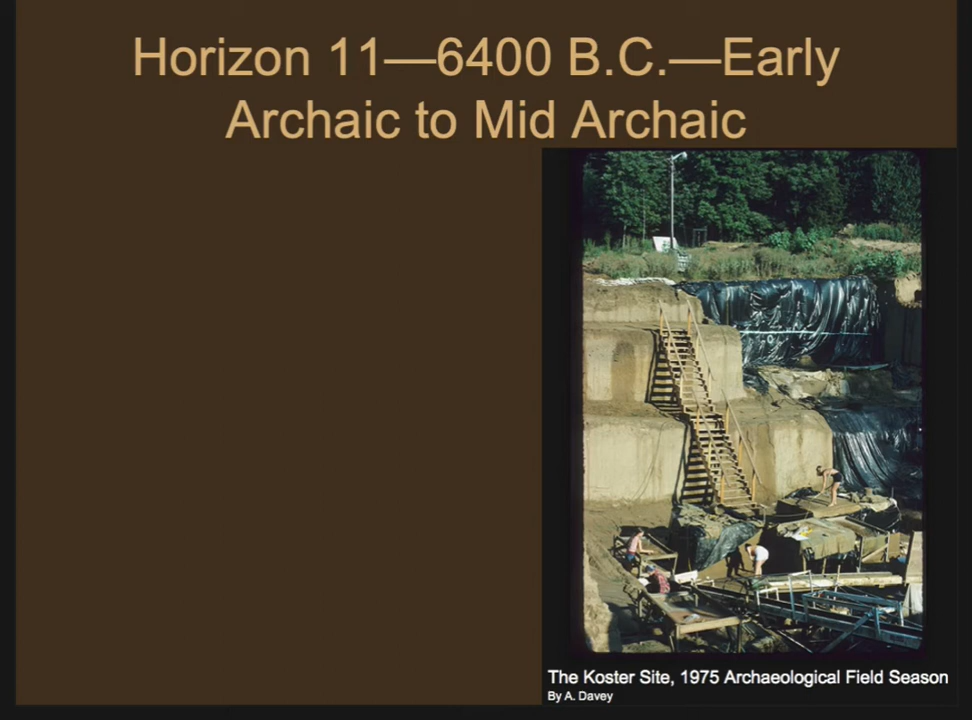 Horizon 11—6400 B.C.—Early
Archaic to Mid Archaic
The Koster Site, 1975 Archaeological Field Season
By A. Davey